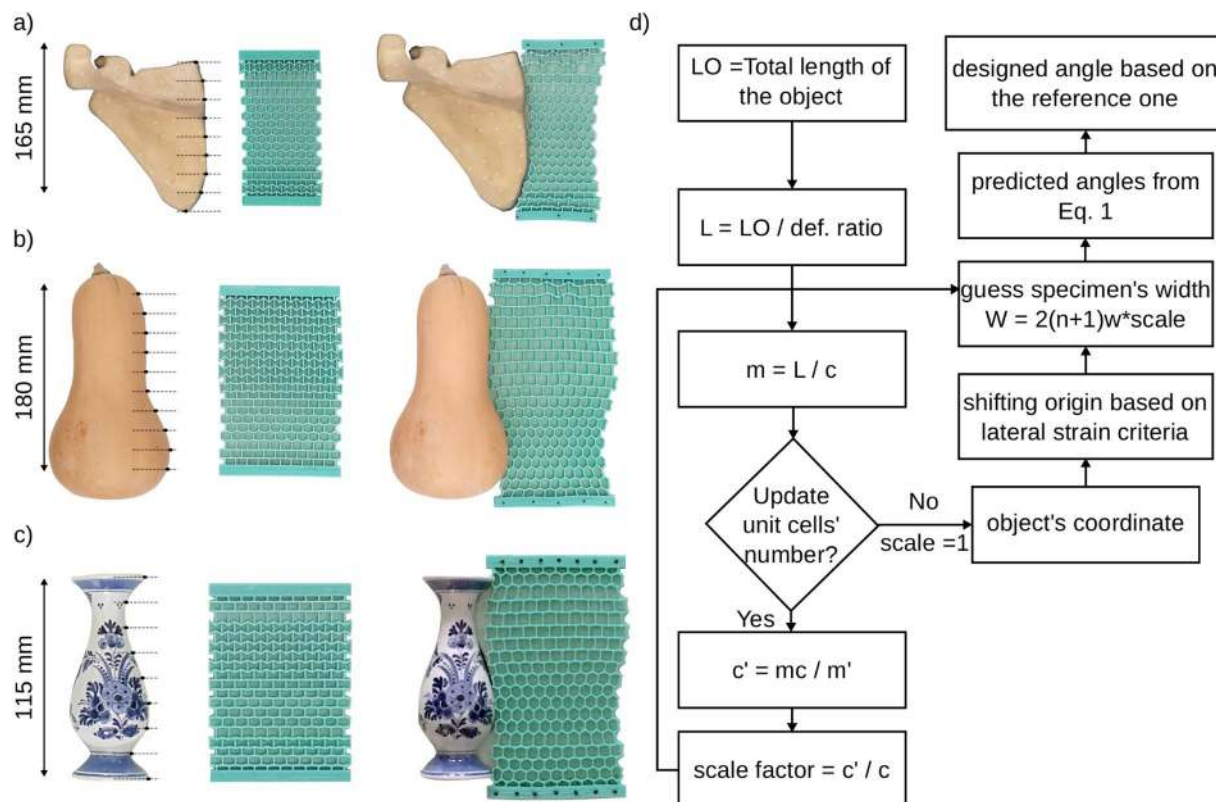 a)
165 mm
b)
180 mm
c)
115 mm
d)
LO =Total length of
the object
L = LO / def. ratio
m = L / c
Update
unit cells'
number?
No
scale =1
Yes
c' = mc / m'
scale factor = c' / c
designed angle based on
the reference one
predicted angles from
Eq. 1
guess specimen's width
W = 2(n+1)w*scale
shifting origin based on
lateral strain criteria
object's coordinate